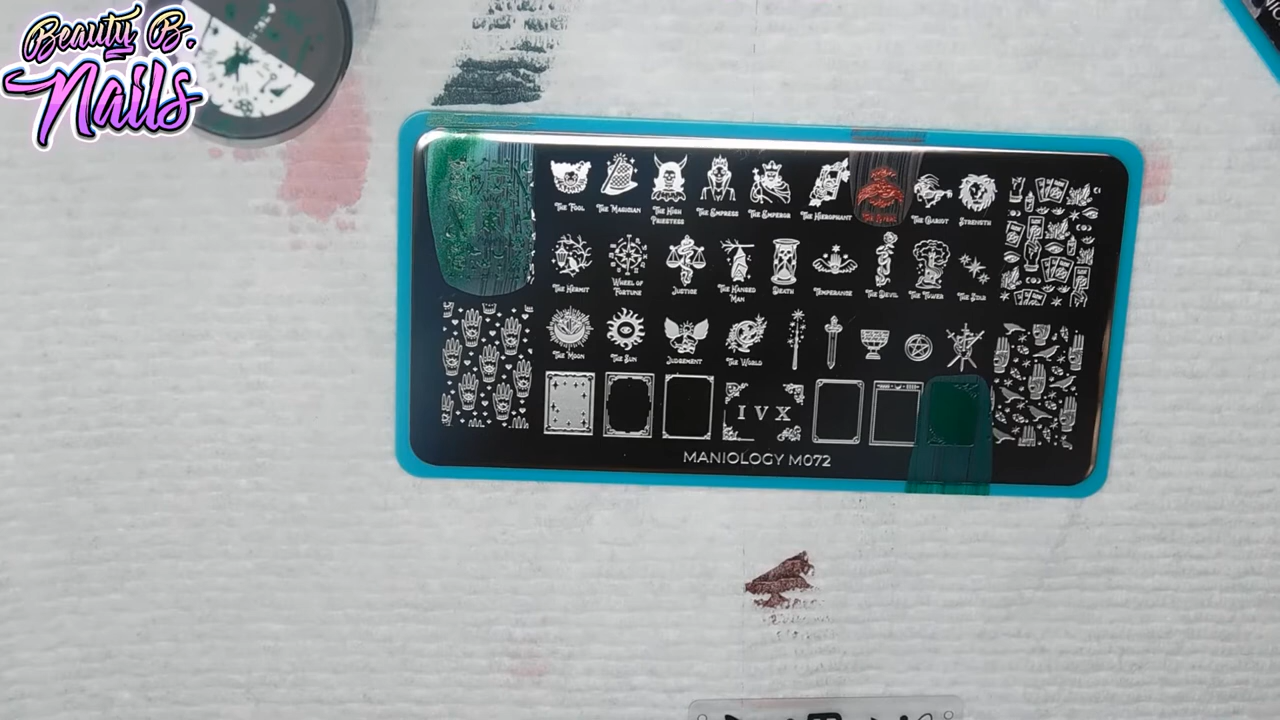 Beauty B.
Nails
The Fool The Magician The High Priestess The Empress The Emperor The Hierophant The Chariot Strength
The Hermit Wheel of Fortune Justice The Hanged Man Death Temperance The Devil The Tower The Star
The Moon The Sun Judgement The World
I V X
MANIOLOGY M072